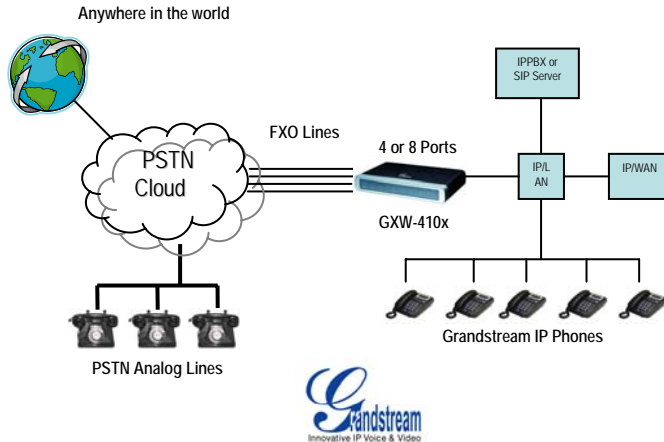 Anywhere in the world
IPPBX or
SIP Server
FXO Lines
4 or 8 Ports
PSTN
Cloud
IP/L
AN
IP/WAN
GXW-410x
Grandstream IP Phones
PSTN Analog Lines
Grandstream
Innovative IP Voice & Video